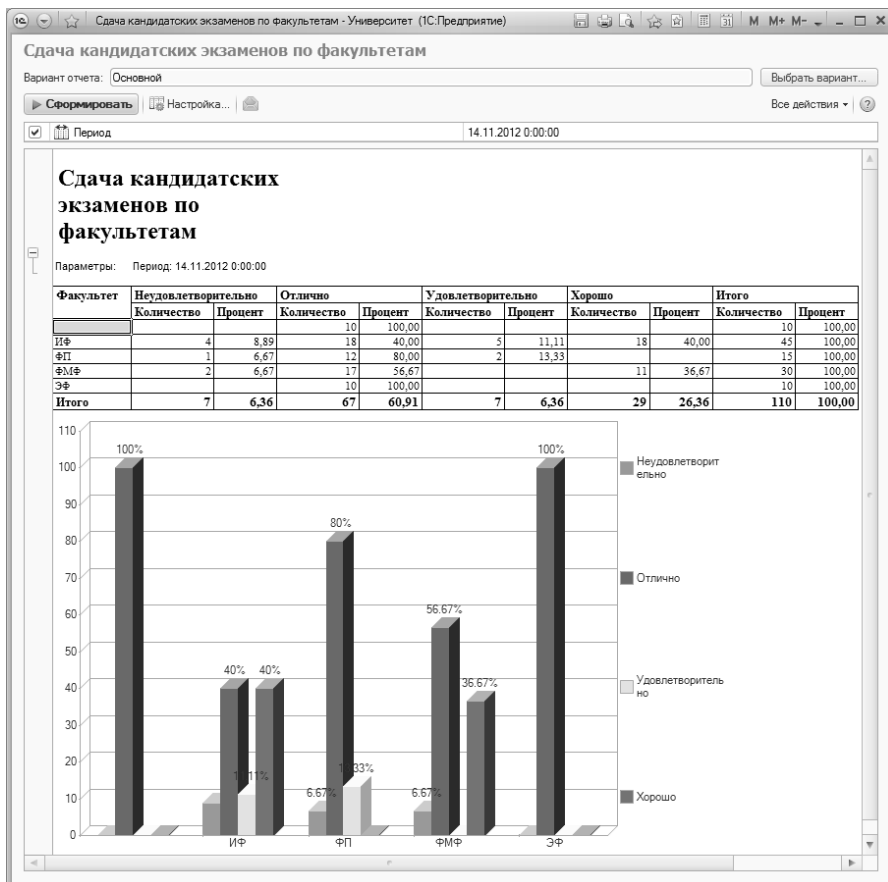 Сдача кандидатских экзаменов по факультетам - Университет (1С:Предприятие)
M M+ M-
Сдача кандидатских экзаменов по факультетам
Вариант отчета: Основной Выбрать вариант...
Сформировать Настройка... Все действия
Период 14.11.2012 0:00:00
Сдача кандидатских
экзаменов по
факультетам
Параметры: Период: 14.11.2012 0:00:00
Факультет Неудовлетворительно Отлично Удовлетворительно Хорошо Итого
Количество Процент Количество Процент Количество Процент Количество Процент Количество Процент
10 100,00 10 100,00
ИФ 4 8,89 18 40,00 5 11,11 18 40,00 45 100,00
ФП 1 6,67 12 80,00 2 13,33 15 100,00
ФМФ 2 6,67 17 56,67 11 36,67 30 100,00
ЭФ 10 100,00 10 100,00
Итого 7 6,36 67 60,91 7 6,36 29 26,36 110 100,00
110
100
90
80
70
60
50
40
30
20
10
0
100%
40% 40%
80%
6.67%
56.67%
6.67%
36.67%
100%
ИФ ФП ФМФ ЭФ
Неудовлетворит
ельно
Отлично
Удовлетворитель
но
Хорошо